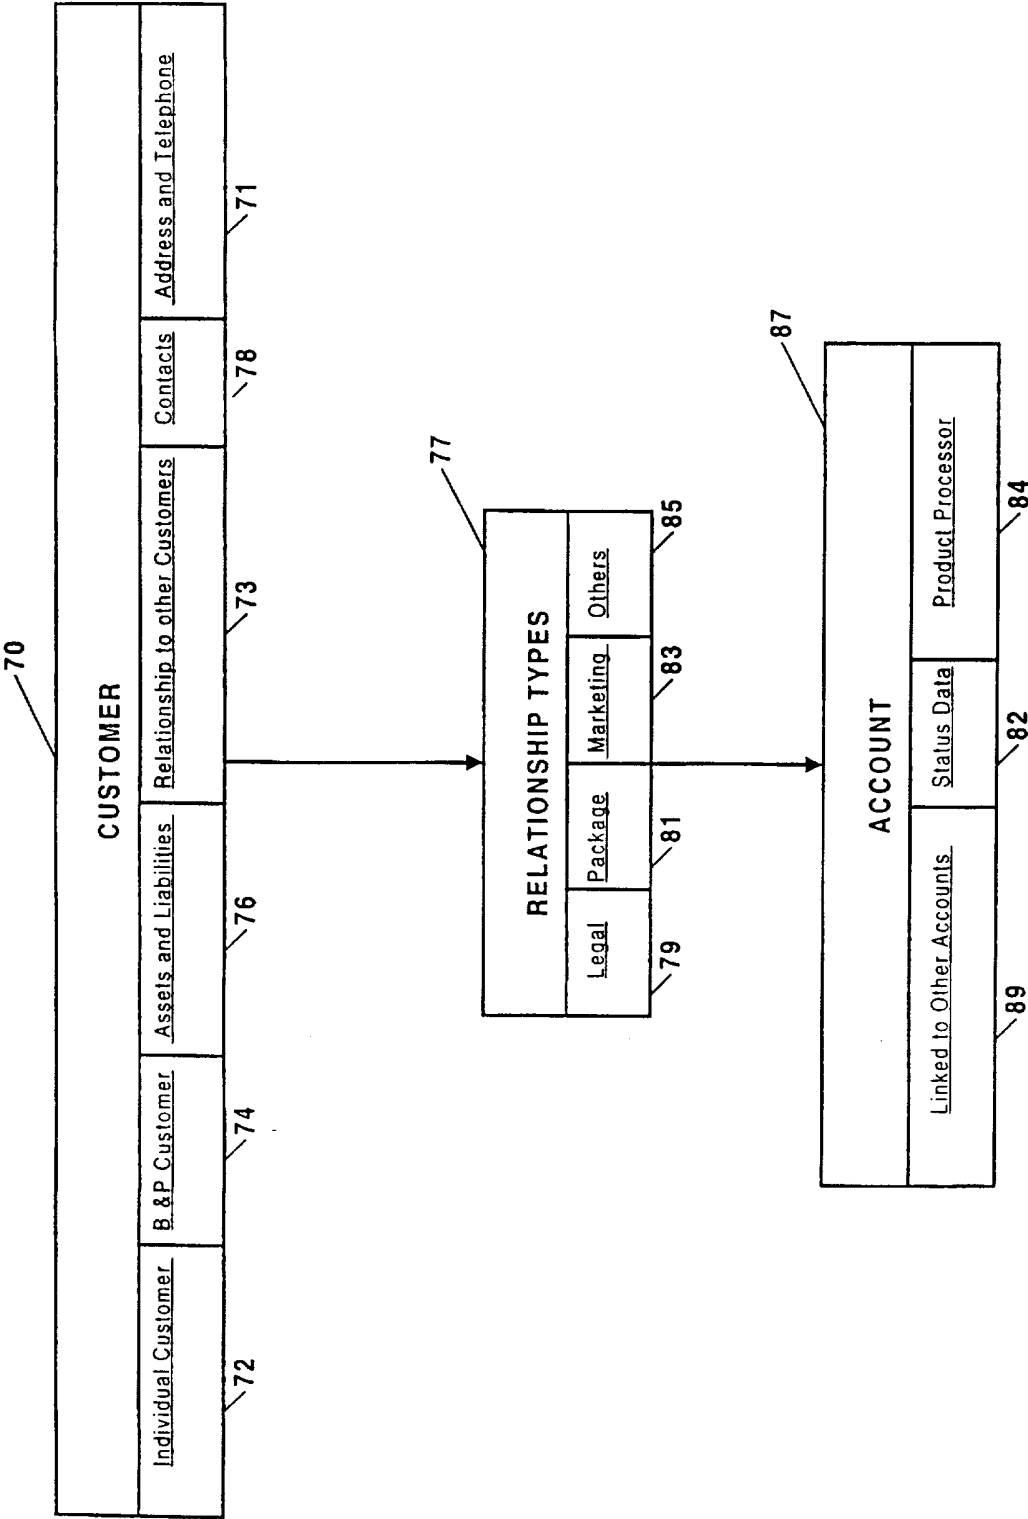 70
CUSTOMER
Individual Customer
B & P Customer
Assets and Liabilities
Relationship to other Customers
Contacts
Address and Telephone
72
74
76
73
78
71
77
RELATIONSHIP TYPES
Legal
Package
Marketing
Others
79
81
83
85
87
ACCOUNT
Linked to Other Accounts
Status Data
Product Processor
89
82
84